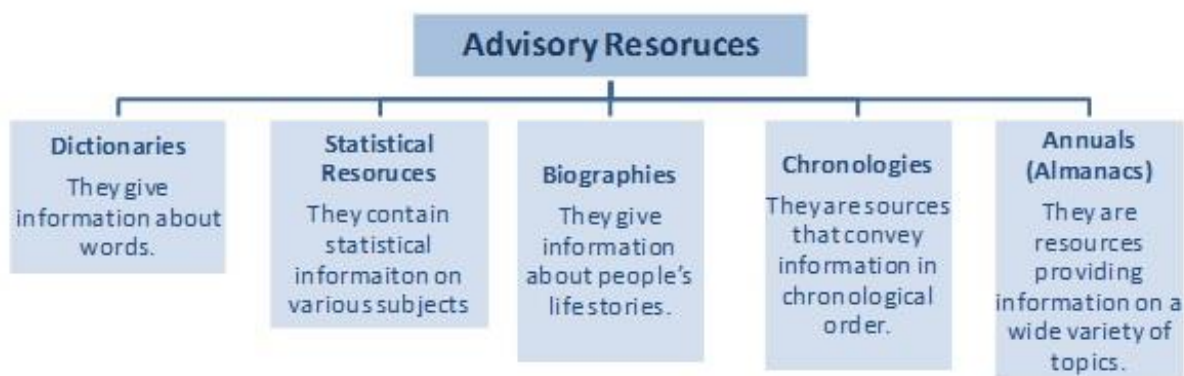 Advisory Resoruces
Dictionaries
They give
information about
words.
Statistical
Resoruces
They contain
statistical
informaiton on
various subjects
Biographies
They give
information
about people's
life stories.
Chronologies
They are sources
that convey
information in
chronological
order.
Annuals
(Almanacs)
They are
resources
providing
information on a
wide variety of
topics.